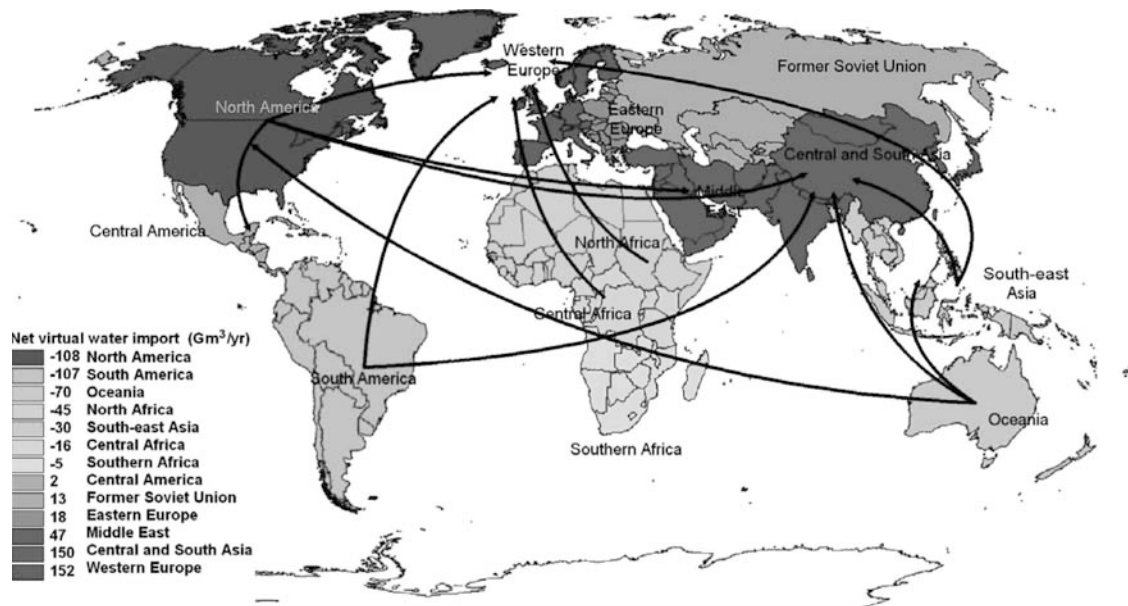 Western
Europe
Former Soviet Union
North America
Eastern
Europe
Central and South Asia
Middle
East
Central America
North Africa
South-east
Asia
Central Africa
South America
Oceania
Southern Africa
Net virtual water import (Gm³/yr)
-108 North America
-107 South America
-70 Oceania
-45 North Africa
-30 South-east Asia
-16 Central Africa
-5 Southern Africa
2 Central America
13 Former Soviet Union
18 Eastern Europe
47 Middle East
150 Central and South Asia
152 Western Europe